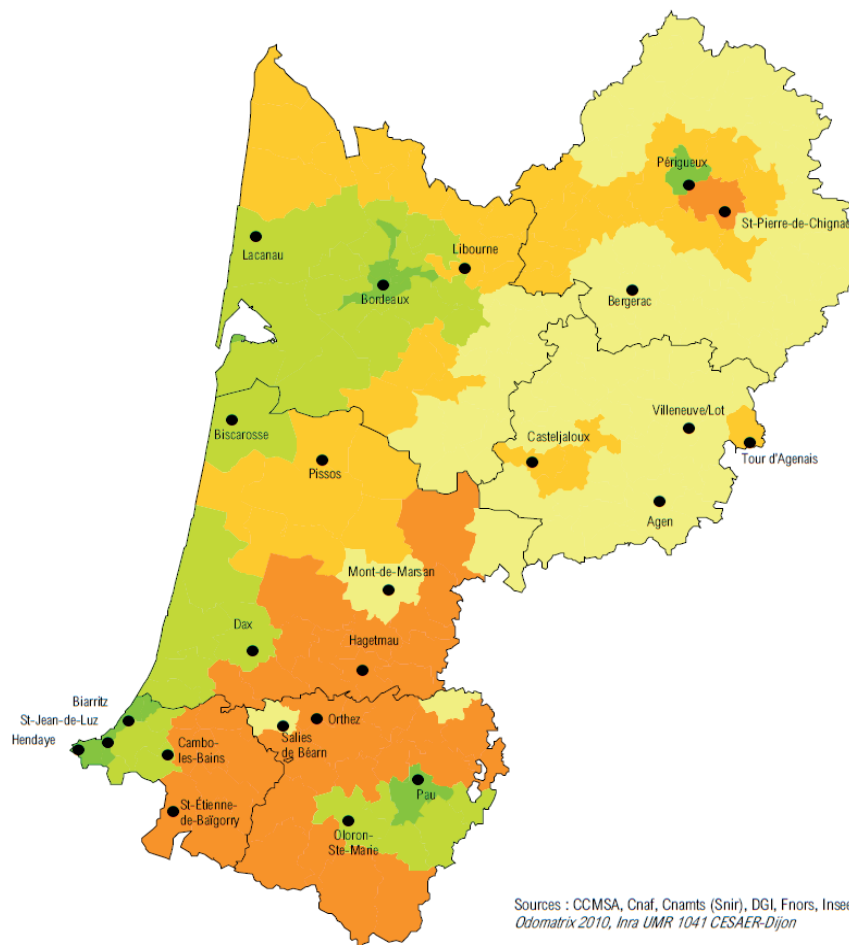 Périgueux
St-Pierre-de-Chignac
Lacanau
Libourne
Bordeaux
Bergerac
Villeneuve/Lot
Biscarosse
Casteljaloux
Tour d'Agenais
Pissos
Agen
Mont-de-Marsan
Dax
Hagetmau
Biarritz
St-Jean-de-Luz
Hendaye
Orthez
Salies
de Béarn
Cambo-
les-Bains
Pau
St-Étienne-
de-Baïgorry
Oloron-
Ste-Marie
Sources : CCMSA, Cnaf, Cnamts (Snir), DGI, Fnors, Insee
Odomatrix 2010, Inra UMR 1041 CESAER-Dijon